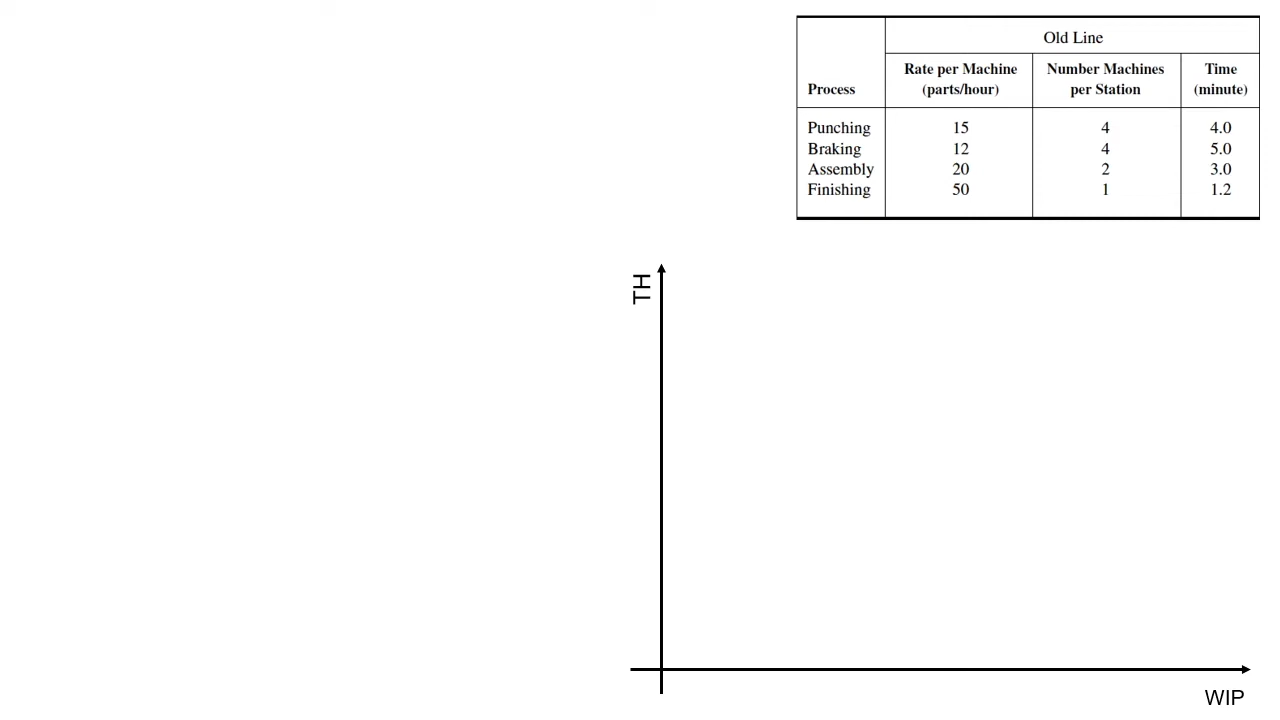 Old Line
Rate per Machine Number Machines Time
Process (parts/hour) per Station (minute)
Punching 15 4 4.0
Braking 12 4 5.0
Assembly 20 2 3.0
Finishing 50 1 1.2
TH
WIP